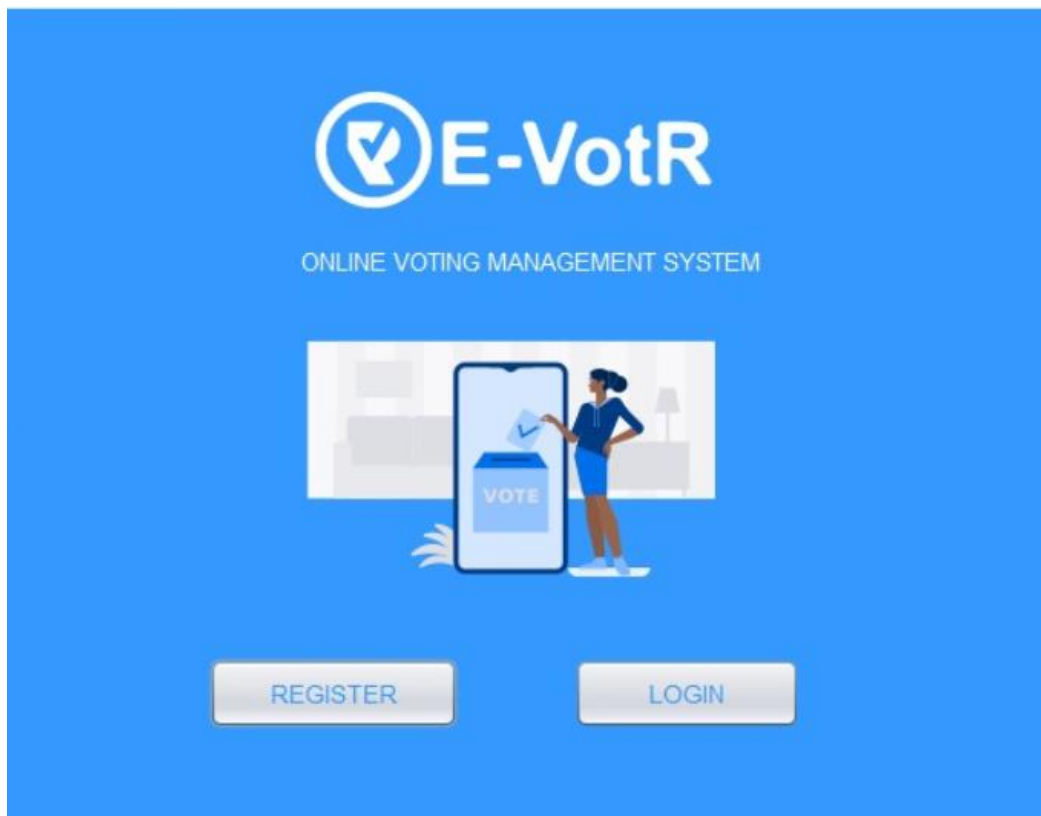 E-VotR
ONLINE VOTING MANAGEMENT SYSTEM
VOTE
REGISTER
LOGIN